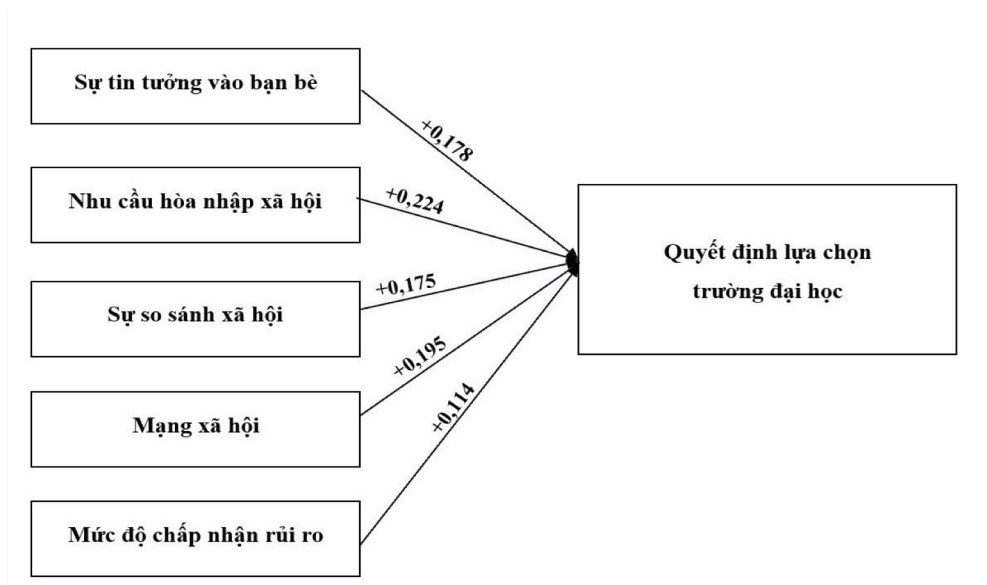 Sự tin tưởng vào bạn bè
+0,178
Nhu cầu hòa nhập xã hội
+0,224
Quyết định lựa chọn
trường đại học
Sự so sánh xã hội
+0,175
Mạng xã hội
+0,195
Mức độ chấp nhận rủi ro
+0,114